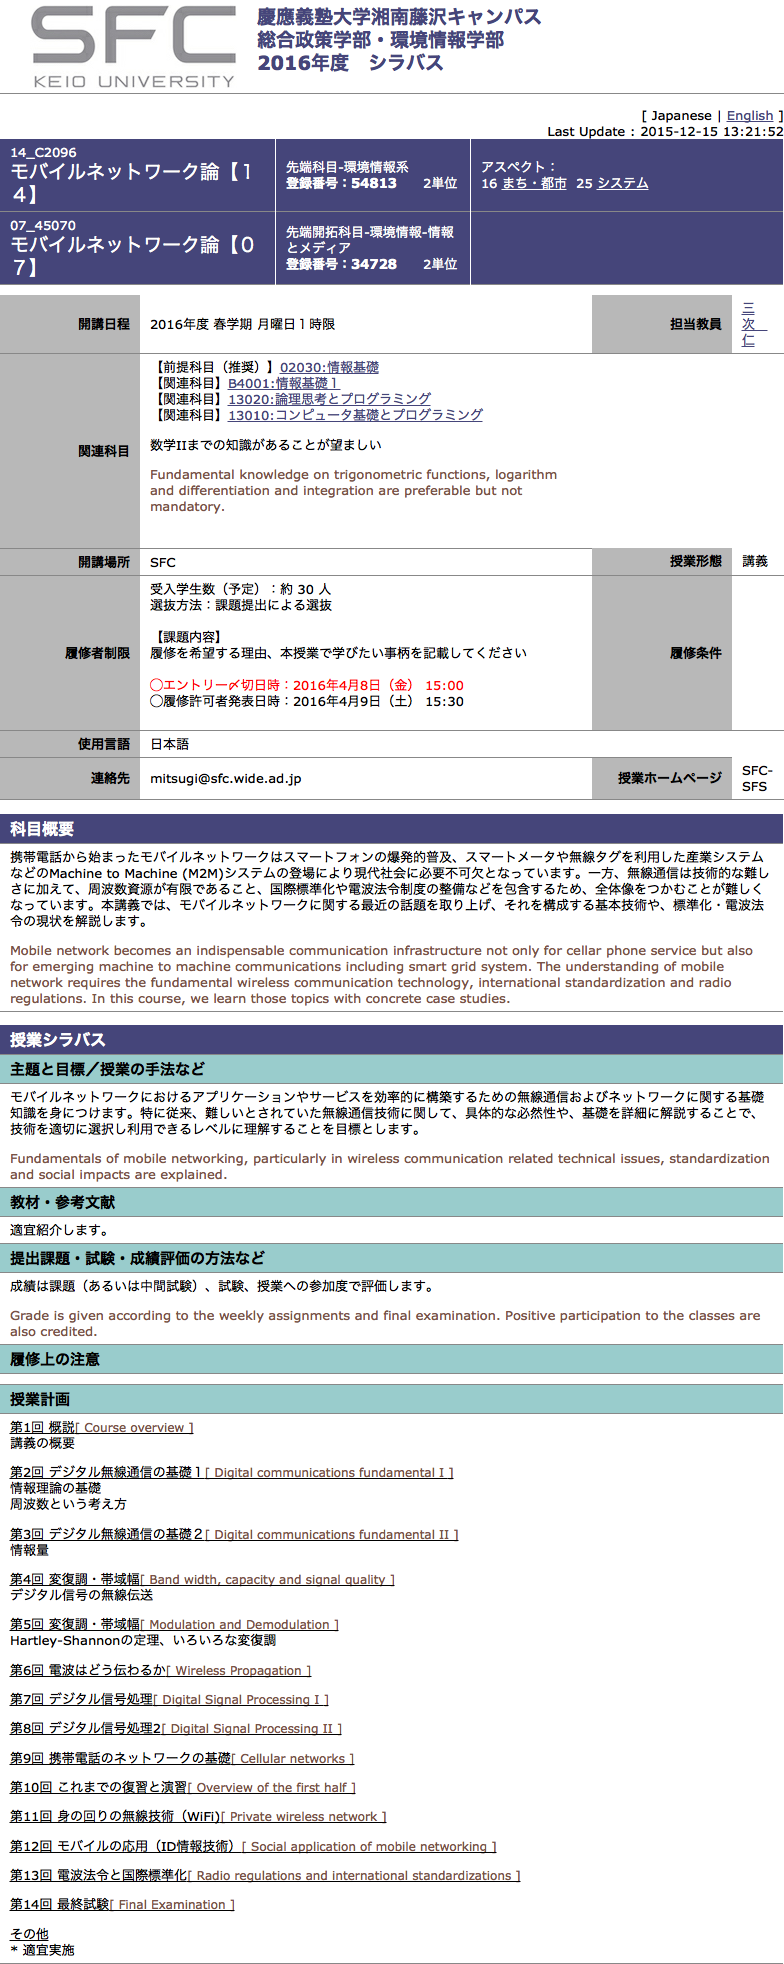 SFC
KEIO UNIVERSITY
慶應義塾大学湘南藤沢キャンパス
総合政策学部・環境情報学部
2016年度　シラバス
[ Japanese | English ]
Last Update : 2015-12-15 13:21:52
14_C2096
モバイルネットワーク論【１
４】
先端科目-環境情報系
登録番号：54813　　2単位
アスペクト：
16 まち・都市　25 システム
07_45070
モバイルネットワーク論【０
７】
先端開拓科目-環境情報-情報
とメディア
登録番号：34728　　2単位
開講日程
2016年度 春学期 月曜日１時限
担当教員
三
次
仁
関連科目
【前提科目（推奨）】02030:情報基礎
【関連科目】B4001:情報基礎１
【関連科目】13020:論理思考とプログラミング
【関連科目】13010:コンピュータ基礎とプログラミング
数学IIまでの知識があることが望ましい
Fundamental knowledge on trigonometric functions, logarithm
and differentiation and integration are preferable but not
mandatory.
開講場所
SFC
授業形態
講義
履修者制限
受入学生数（予定）：約 30 人
選抜方法：課題提出による選抜
【課題内容】
履修を希望する理由、本授業で学びたい事柄を記載してください
◯エントリー〆切日時：2016年4月8日（金） 15:00
◯履修許可者発表日時：2016年4月9日（土） 15:30
履修条件
使用言語
日本語
連絡先
mitsugi@sfc.wide.ad.jp
授業ホームページ
SFC-
SFS
科目概要
携帯電話から始まったモバイルネットワークはスマートフォンの爆発的普及、スマートメータや無線タグを利用した産業システム
などのMachine to Machine (M2M)システムの登場により現代社会に必要不可欠となっています。一方、無線通信は技術的な難し
さに加えて、周波数資源が有限であること、国際標準化や電波法令制度の整備などを包含するため、全体像をつかむことが難しく
なっています。本講義では、モバイルネットワークに関する最近の話題を取り上げ、それを構成する基本技術や、標準化・電波法
令の現状を解説します。
Mobile network becomes an indispensable communication infrastructure not only for cellar phone service but also
for emerging machine to machine communications including smart grid system. The understanding of mobile
network requires the fundamental wireless communication technology, international standardization and radio
regulations. In this course, we learn those topics with concrete case studies.
授業シラバス
主題と目標／授業の手法など
モバイルネットワークにおけるアプリケーションやサービスを効率的に構築するための無線通信およびネットワークに関する基礎
知識を身につけます。特に従来、難しいとされていた無線通信技術に関して、具体的な必然性や、基礎を詳細に解説することで、
技術を適切に選択し利用できるレベルに理解することを目標とします。
Fundamentals of mobile networking, particularly in wireless communication related technical issues, standardization
and social impacts are explained.
教材・参考文献
適宜紹介します。
提出課題・試験・成績評価の方法など
成績は課題（あるいは中間試験）、試験、授業への参加度で評価します。
Grade is given according to the weekly assignments and final examination. Positive participation to the classes are
also credited.
履修上の注意
授業計画
第1回 概説[ Course overview ]
講義の概要
第2回 デジタル無線通信の基礎１[ Digital communications fundamental I ]
情報理論の基礎
周波数という考え方
第3回 デジタル無線通信の基礎２[ Digital communications fundamental II ]
情報量
第4回 変復調・帯域幅[ Band width, capacity and signal quality ]
デジタル信号の無線伝送
第5回 変復調・帯域幅[ Modulation and Demodulation ]
Hartley-Shannonの定理、いろいろな変復調
第6回 電波はどう伝わるか[ Wireless Propagation ]
第7回 デジタル信号処理[ Digital Signal Processing I ]
第8回 デジタル信号処理2[ Digital Signal Processing II ]
第9回 携帯電話のネットワークの基礎[ Cellular networks ]
第10回 これまでの復習と演習[ Overview of the first half ]
第11回 身の回りの無線技術（WiFi)[ Private wireless network ]
第12回 モバイルの応用（ID情報技術）[ Social application of mobile networking ]
第13回 電波法令と国際標準化[ Radio regulations and international standardizations ]
第14回 最終試験[ Final Examination ]
その他
* 適宜実施